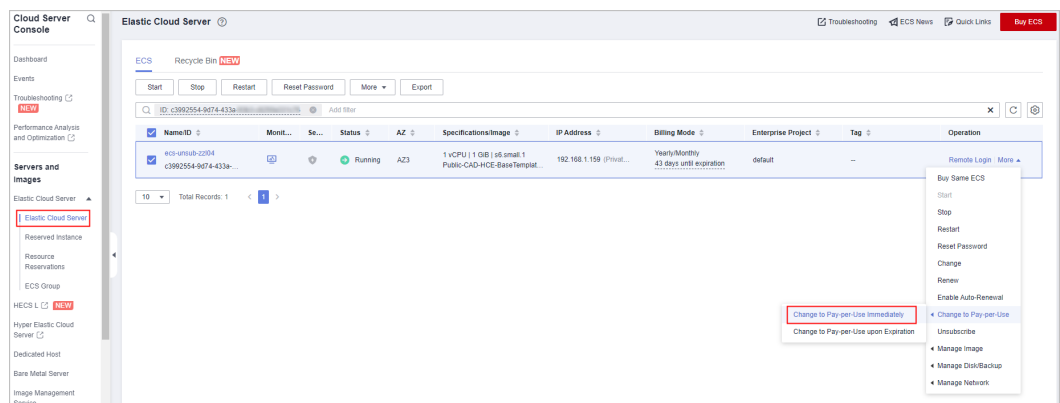 Cloud Server
Console
Elastic Cloud Server
Troubleshooting
ECS News
Quick Links
Buy ECS
Dashboard
Events
Troubleshooting
NEW
Performance Analysis
and Optimization
Servers and
Images
Elastic Cloud Server
Elastic Cloud Server
Reserved Instance
Resource
Reservations
ECS Group
HECS L NEW
Hyper Elastic Cloud
Server
Dedicated Host
Bare Metal Server
Image Management
Service
ECS Recycle Bin NEW
Start Stop Restart Reset Password More Export
ID: c3992554-9d74-433a- Add filter
Name/ID Monit... Se... Status AZ Specifications/Image IP Address Billing Mode Enterprise Project Tag Operation
ecs-unsub-zzl04
c3992554-9d74-433a-...
Running AZ3
1 vCPU | 1 GiB | s6.small.1
Public-CAD-HCE-BaseTemplat...
192.168.1.159 (Privat...
Yearly/Monthly
43 days until expiration
default -- Remote Login More
10 Total Records: 1 < 1 >
Buy Same ECS
Start
Stop
Restart
Reset Password
Change
Renew
Enable Auto-Renewal
Change to Pay-per-Use
Unsubscribe
Manage Image
Manage Disk/Backup
Manage Network
Change to Pay-per-Use Immediately
Change to Pay-per-Use upon Expiration